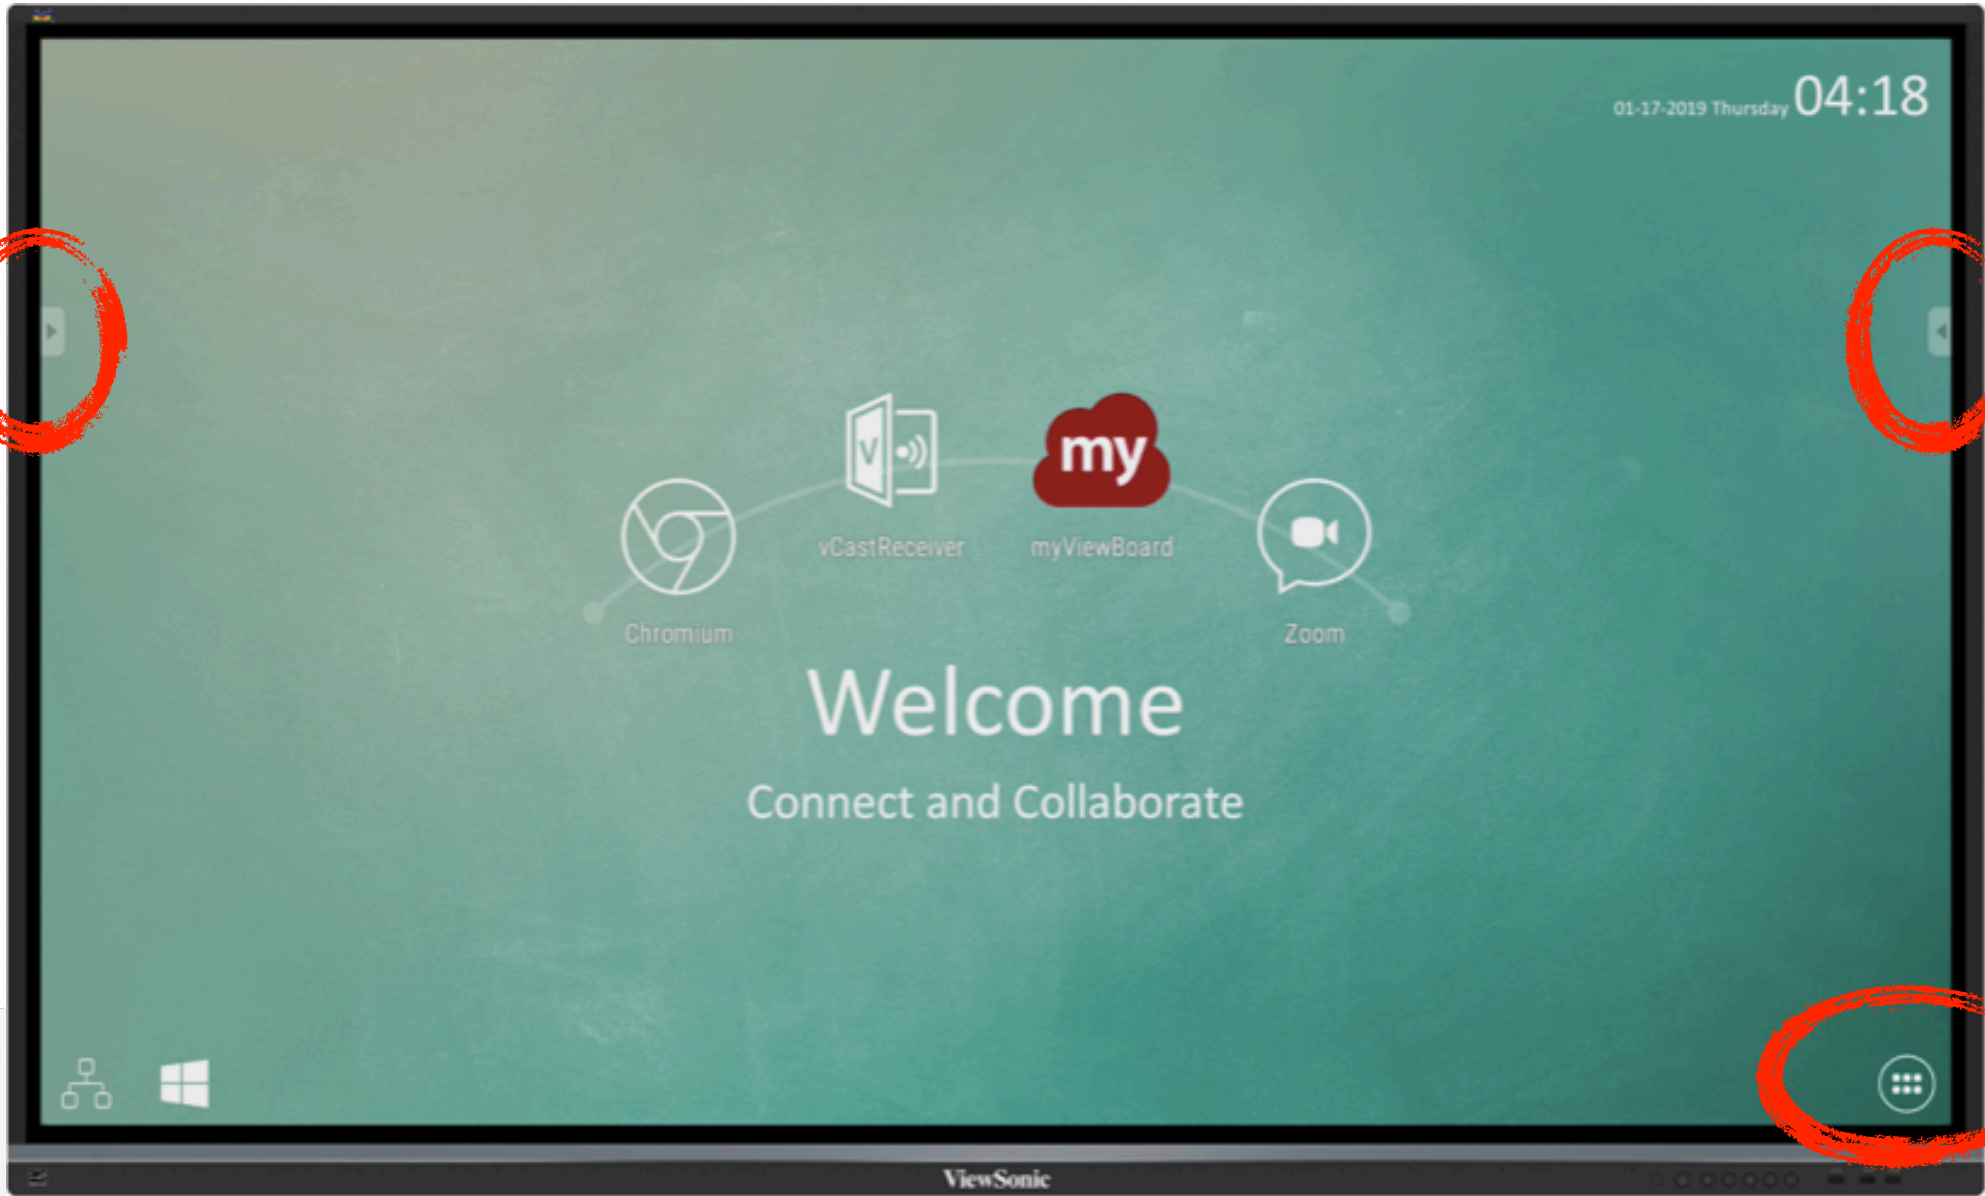 01-17-2019 Thursday 04:18
V
my
vCastReceiver
myViewBoard
Chromium
Zoom
Welcome
Connect and Collaborate
ViewSonic